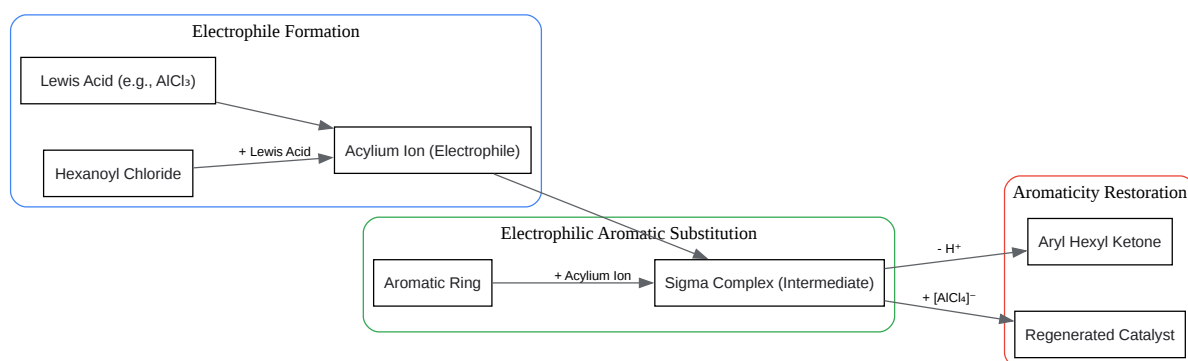 Electrophile Formation
Lewis Acid (e.g., AlCl₃)
+ Lewis Acid
Acylium Ion (Electrophile)
Hexanoyl Chloride
Electrophilic Aromatic Substitution
Aromatic Ring
+ Acylium Ion
Sigma Complex (Intermediate)
Aromaticity Restoration
- H⁺
Aryl Hexyl Ketone
+ [AlCl₄]⁻
Regenerated Catalyst